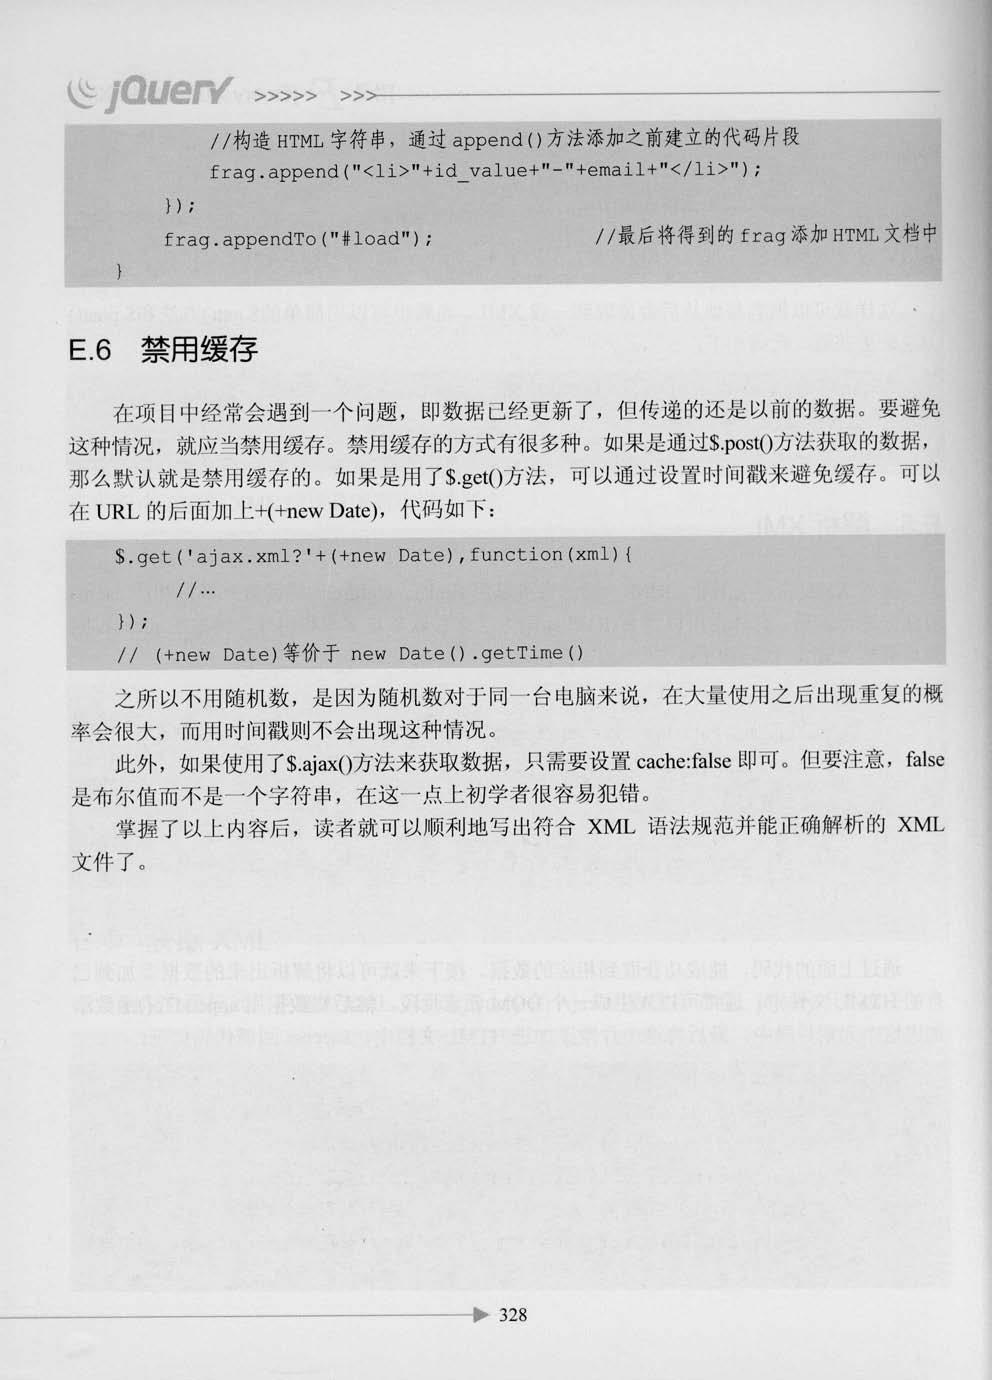 jQuery >>>>> >>>
//构造 HTML 字符串，通过 append()方法添加之前建立的代码片段
frag.append("<li>"+id_value+"-"+email+"</li>");
});
frag.appendTo("#load"); //最后将得到的 frag 添加 HTML 文档中
}
E.6 禁用缓存
在项目中经常会遇到一个问题，即数据已经更新了，但传递的还是以前的数据。要避免
这种情况，就应当禁用缓存。禁用缓存的方式有很多种。如果是通过$.post()方法获取的数据，
那么默认就是禁用缓存的。如果是用了$.get()方法，可以通过设置时间戳来避免缓存。可以
在 URL 的后面加上+(+new Date)，代码如下：
$.get('ajax.xml?'+(+new Date),function(xml){
//…
});
// (+new Date)等价于 new Date().getTime()
之所以不用随机数，是因为随机数对于同一台电脑来说，在大量使用之后出现重复的概
率会很大，而用时间戳则不会出现这种情况。
此外，如果使用了$.ajax()方法来获取数据，只需要设置 cache:false 即可。但要注意，false
是布尔值而不是一个字符串，在这一点上初学者很容易犯错。
掌握了以上内容后，读者就可以顺利地写出符合 XML 语法规范并能正确解析的 XML
文件了。
328